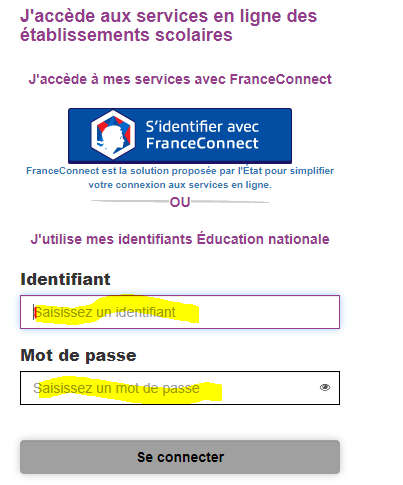 J'accède aux services en ligne des
établissements scolaires
J'accède à mes services avec FranceConnect
S'identifier avec
FranceConnect
FranceConnect est la solution proposée par l'État pour simplifier
votre connexion aux services en ligne.
OU
J'utilise mes identifiants Éducation nationale
Identifiant
Saisissez un identifiant
Mot de passe
Saisissez un mot de passe
Se connecter